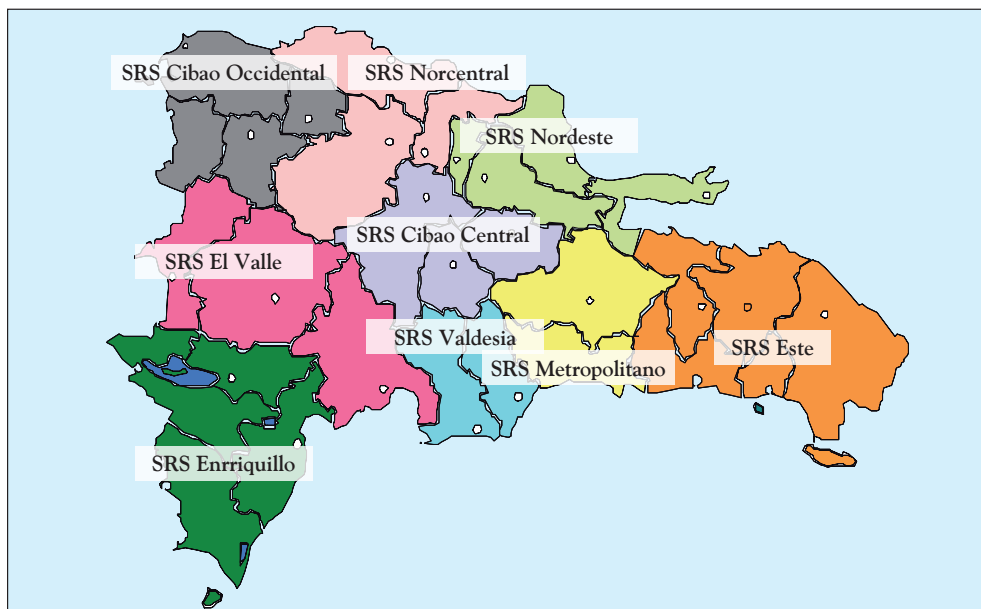 SRS Cibao Occidental
SRS Norcentral
SRS Nordeste
SRS Cibao Central
SRS El Valle
SRS Valdesia
SRS Este
SRS Metropolitano
SRS Enrriquillo